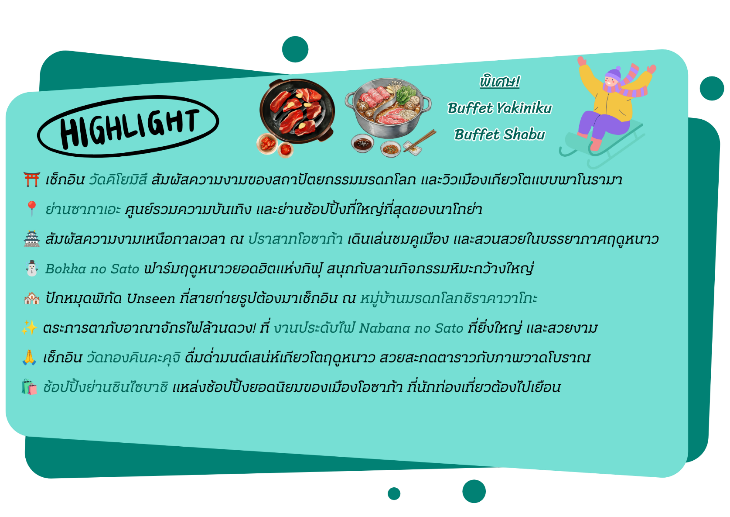 HIGHLIGHT
พิเศษ!
Buffet Yakiniku
Buffet Shabu
เช็กอิน วัดคิโยมิสึ สัมผัสความงามของสถาปัตยกรรมมรดกโลก และวิวเมืองเกียวโตแบบพาโนรามา
ย่านซากาเอะ ศูนย์รวมความบันเทิง และย่านช้อปปิ้งที่ใหญ่ที่สุดของนาโกย่า
สัมผัสความงามเหนือกาลเวลา ณ ปราสาทโอซาก้า เดินเล่นชมคูเมือง และสวนสวยในบรรยากาศฤดูหนาว
Bokka no Sato ฟาร์มฤดูหนาวยอดฮิตแห่งกิฟุ สนุกกับลานกิจกรรมหิมะกว้างใหญ่
ปักหมุดพิกัด Unseen ที่สายถ่ายรูปต้องมาเช็กอิน ณ หมู่บ้านมรดกโลกชิราคาวาโกะ
ตระการตากับอาณาจักรไฟล้านดวง! ที่ งานประดับไฟ Nabana no Sato ที่ยิ่งใหญ่ และสวยงาม
เช็กอิน วัดทองคินคะคุจิ ดื่มด่ำมนต์เสน่ห์เกียวโตฤดูหนาว สวยสะกดตาราวกับภาพวาดโบราณ
ช้อปปิ้งย่านชินไซบาชิ แหล่งช้อปปิ้งยอดนิยมของเมืองโอซาก้า ที่นักท่องเที่ยวต้องไปเยือน